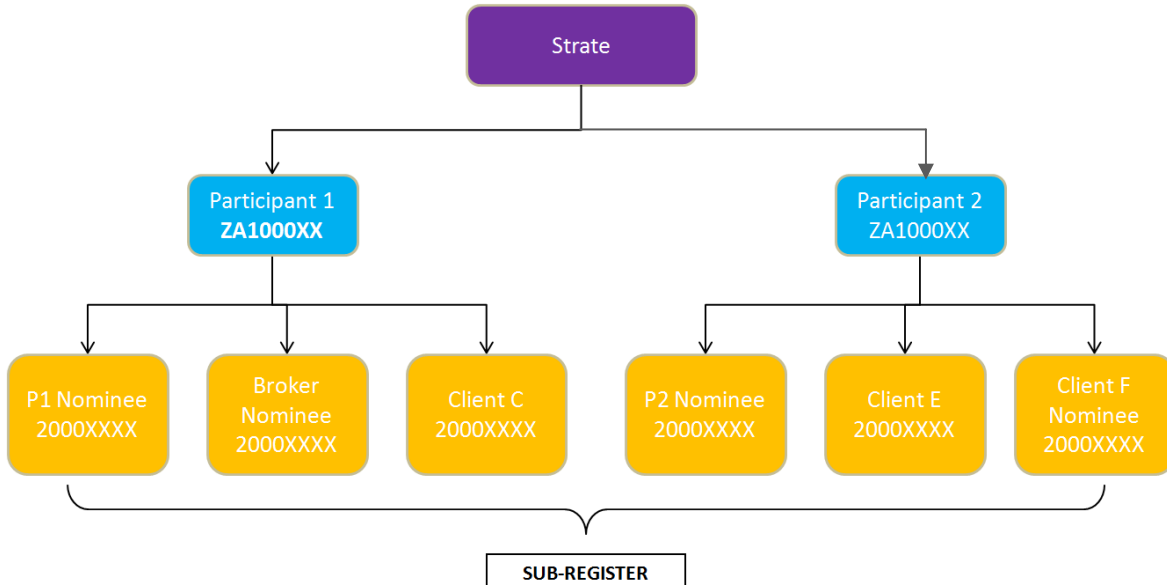 Strate
Participant 1
ZA1000XX
Participant 2
ZA1000XX
P1 Nominee
2000XXXX
Broker
Nominee
2000XXXX
Client C
2000XXXX
P2 Nominee
2000XXXX
Client E
2000XXXX
Client F
Nominee
2000XXXX
SUB-REGISTER